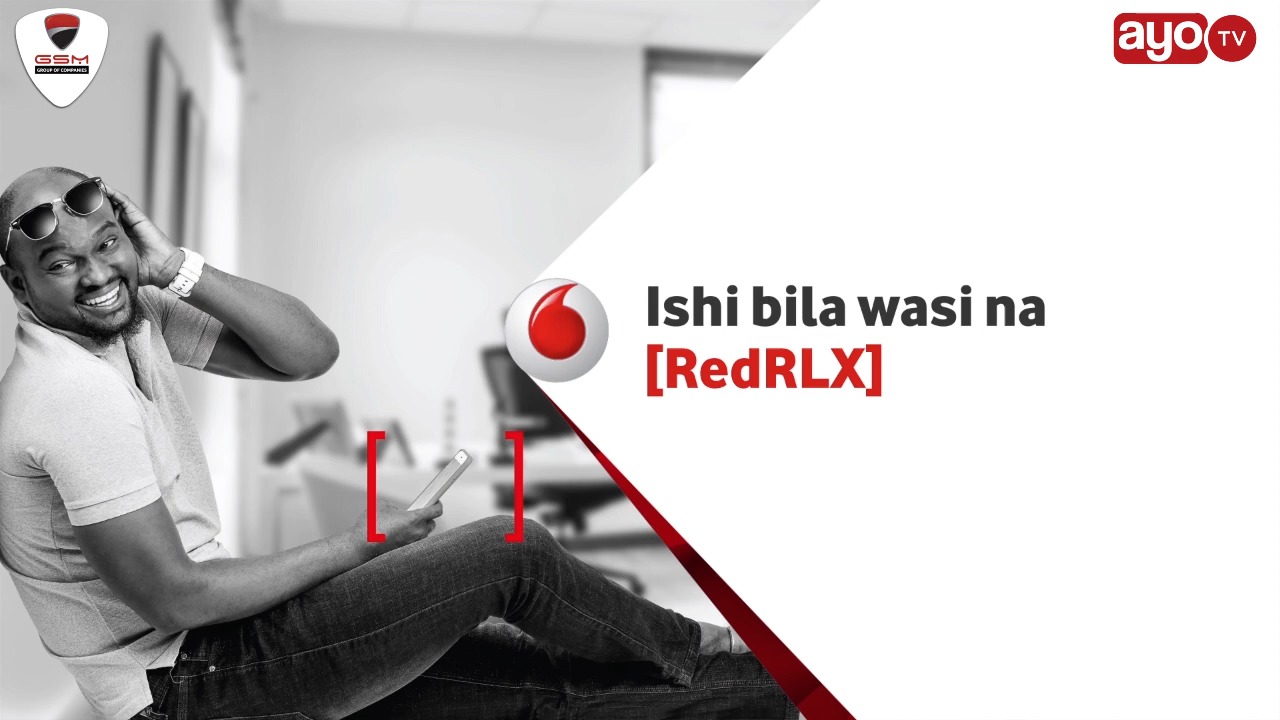 GSM
GROUP OF COMPANIES
ayo TV
Ishi bila wasi na
[RedRLX]